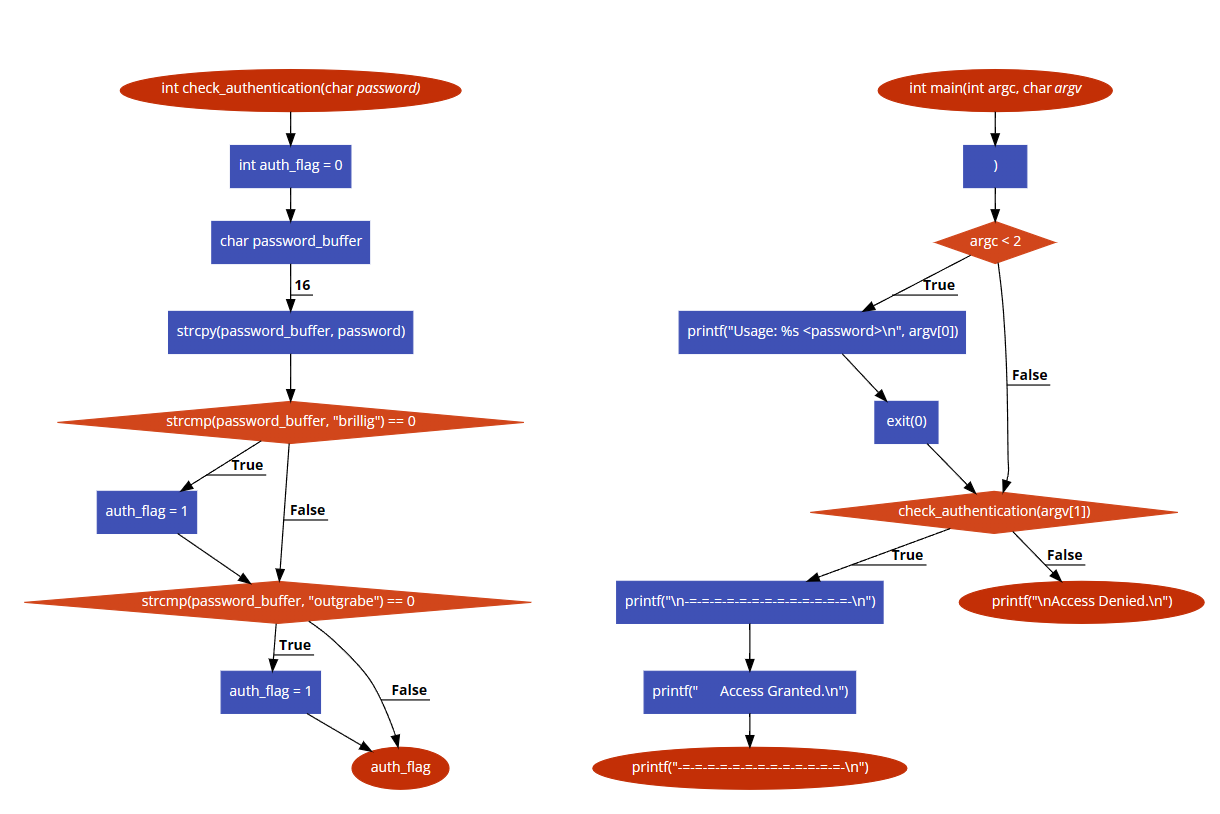 int check_authentication(char password)
int auth_flag = 0
char password_buffer
16
strcpy(password_buffer, password)
strcmp(password_buffer, "brillig") == 0
True
auth_flag = 1
False
strcmp(password_buffer, "outgrabe") == 0
True
auth_flag = 1
False
auth_flag
int main(int argc, char argv
)
argc < 2
True
printf("Usage: %s <password>\n", argv[0])
False
exit(0)
check_authentication(argv[1])
True
False
printf("\n-=-=-=-=-=-=-=-=-=-=-=-=-=-\n")
printf("\nAccess Denied.\n")
printf("      Access Granted.\n")
printf("-=-=-=-=-=-=-=-=-=-=-=-=-=-\n")